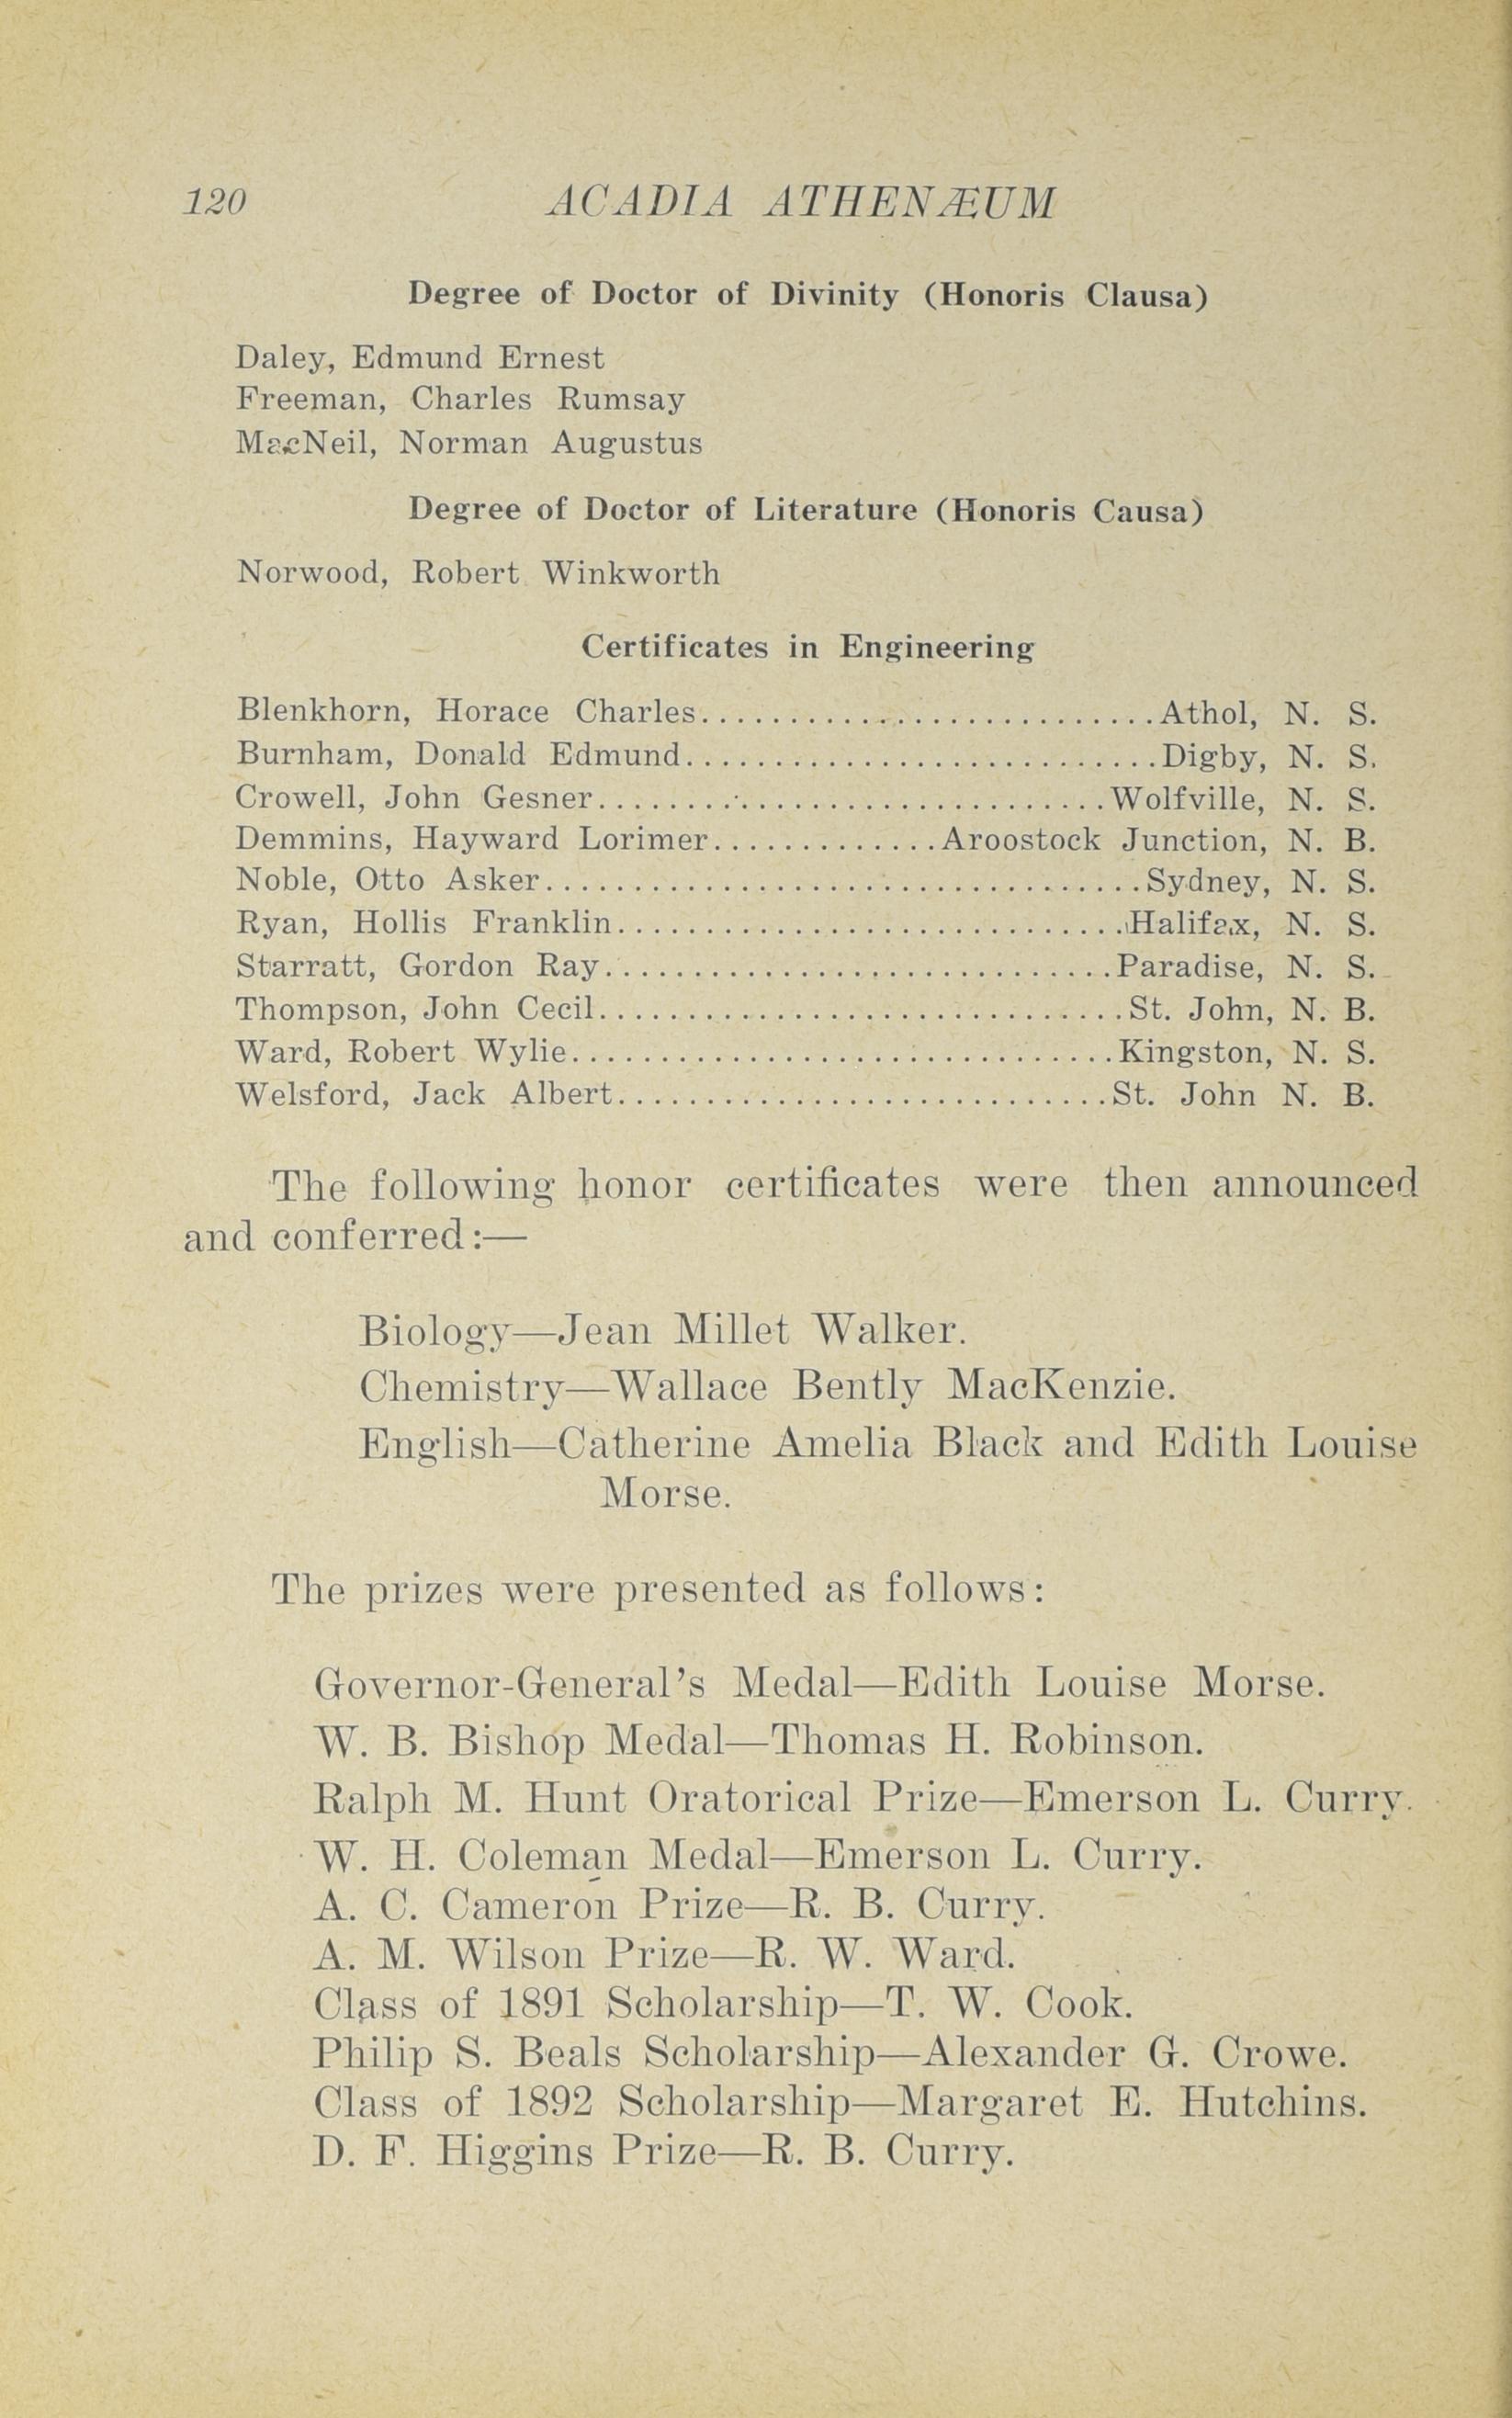 120 ACADIA ATHENÆUM
Degree of Doctor of Divinity (Honoris Clausa)
Daley, Edmund Ernest
Freeman, Charles Rumsay
MacNeil, Norman Augustus
Degree of Doctor of Literature (Honoris Causa)
Norwood, Robert Winkworth
Certificates in Engineering
Blenkhorn, Horace Charles............................Athol, N. S.
Burnham, Donald Edmund.............................Digby, N. S.
Crowell, John Gesner................................Wolfville, N. S.
Demmins, Hayward Lorimer..............Aroostock Junction, N. B.
Noble, Otto Asker....................................Sydney, N. S.
Ryan, Hollis Franklin...............................Halifax, N. S.
Starratt, Gordon Ray...............................Paradise, N. S.
Thompson, John Cecil................................St. John, N. B.
Ward, Robert Wylie.................................Kingston, N. S.
Welsford, Jack Albert..............................St. John N. B.
The following honor certificates were then announced
and conferred:—
Biology—Jean Millet Walker.
Chemistry—Wallace Bently MacKenzie.
English—Catherine Amelia Black and Edith Louise
Morse.
The prizes were presented as follows:
Governor-General's Medal—Edith Louise Morse.
W. B. Bishop Medal—Thomas H. Robinson.
Ralph M. Hunt Oratorical Prize—Emerson L. Curry.
W. H. Coleman Medal—Emerson L. Curry.
A. C. Cameron Prize—R. B. Curry.
A. M. Wilson Prize—R. W. Ward.
Class of 1891 Scholarship—T. W. Cook.
Philip S. Beals Scholarship—Alexander G. Crowe.
Class of 1892 Scholarship—Margaret E. Hutchins.
D. F. Higgins Prize—R. B. Curry.